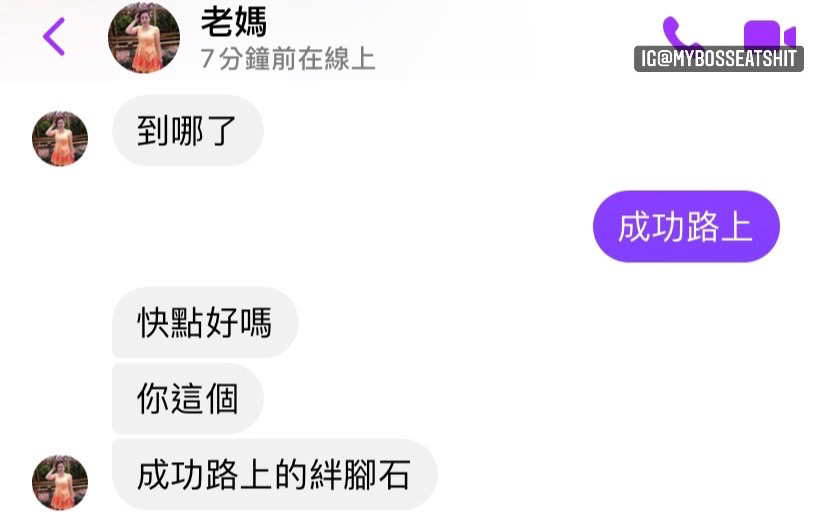 老媽
7分鐘前在線上
IG@MYBOSSEATSHIT
到哪了
成功路上
快點好嗎
你這個
成功路上的絆腳石